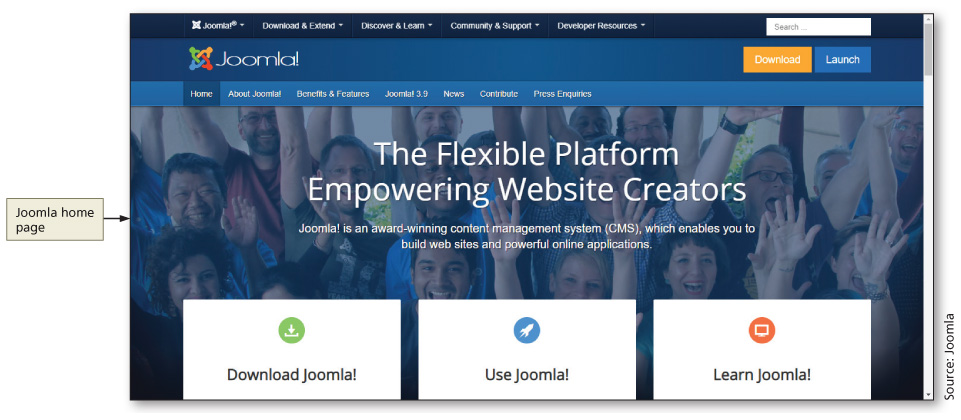 Joomla!® Download & Extend Discover & Learn Community & Support Developer Resources Search ...
Joomla! Download Launch
Home About Joomla! Benefits & Features Joomla! 3.9 News Contribute Press Enquiries
The Flexible Platform
Empowering Website Creators
Joomla home
page
Joomla! is an award-winning content management system (CMS), which enables you to
build web sites and powerful online applications.
Download Joomla! Use Joomla! Learn Joomla!
Source: Joomla